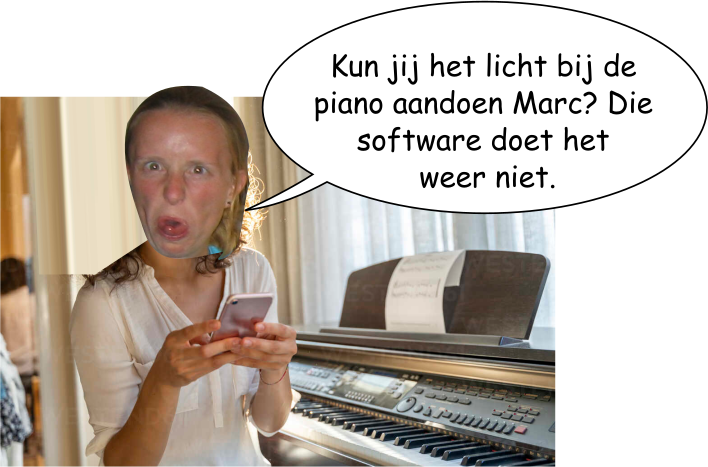 Kun jij het licht bij de
piano aandoen Marc? Die
software doet het
weer niet.